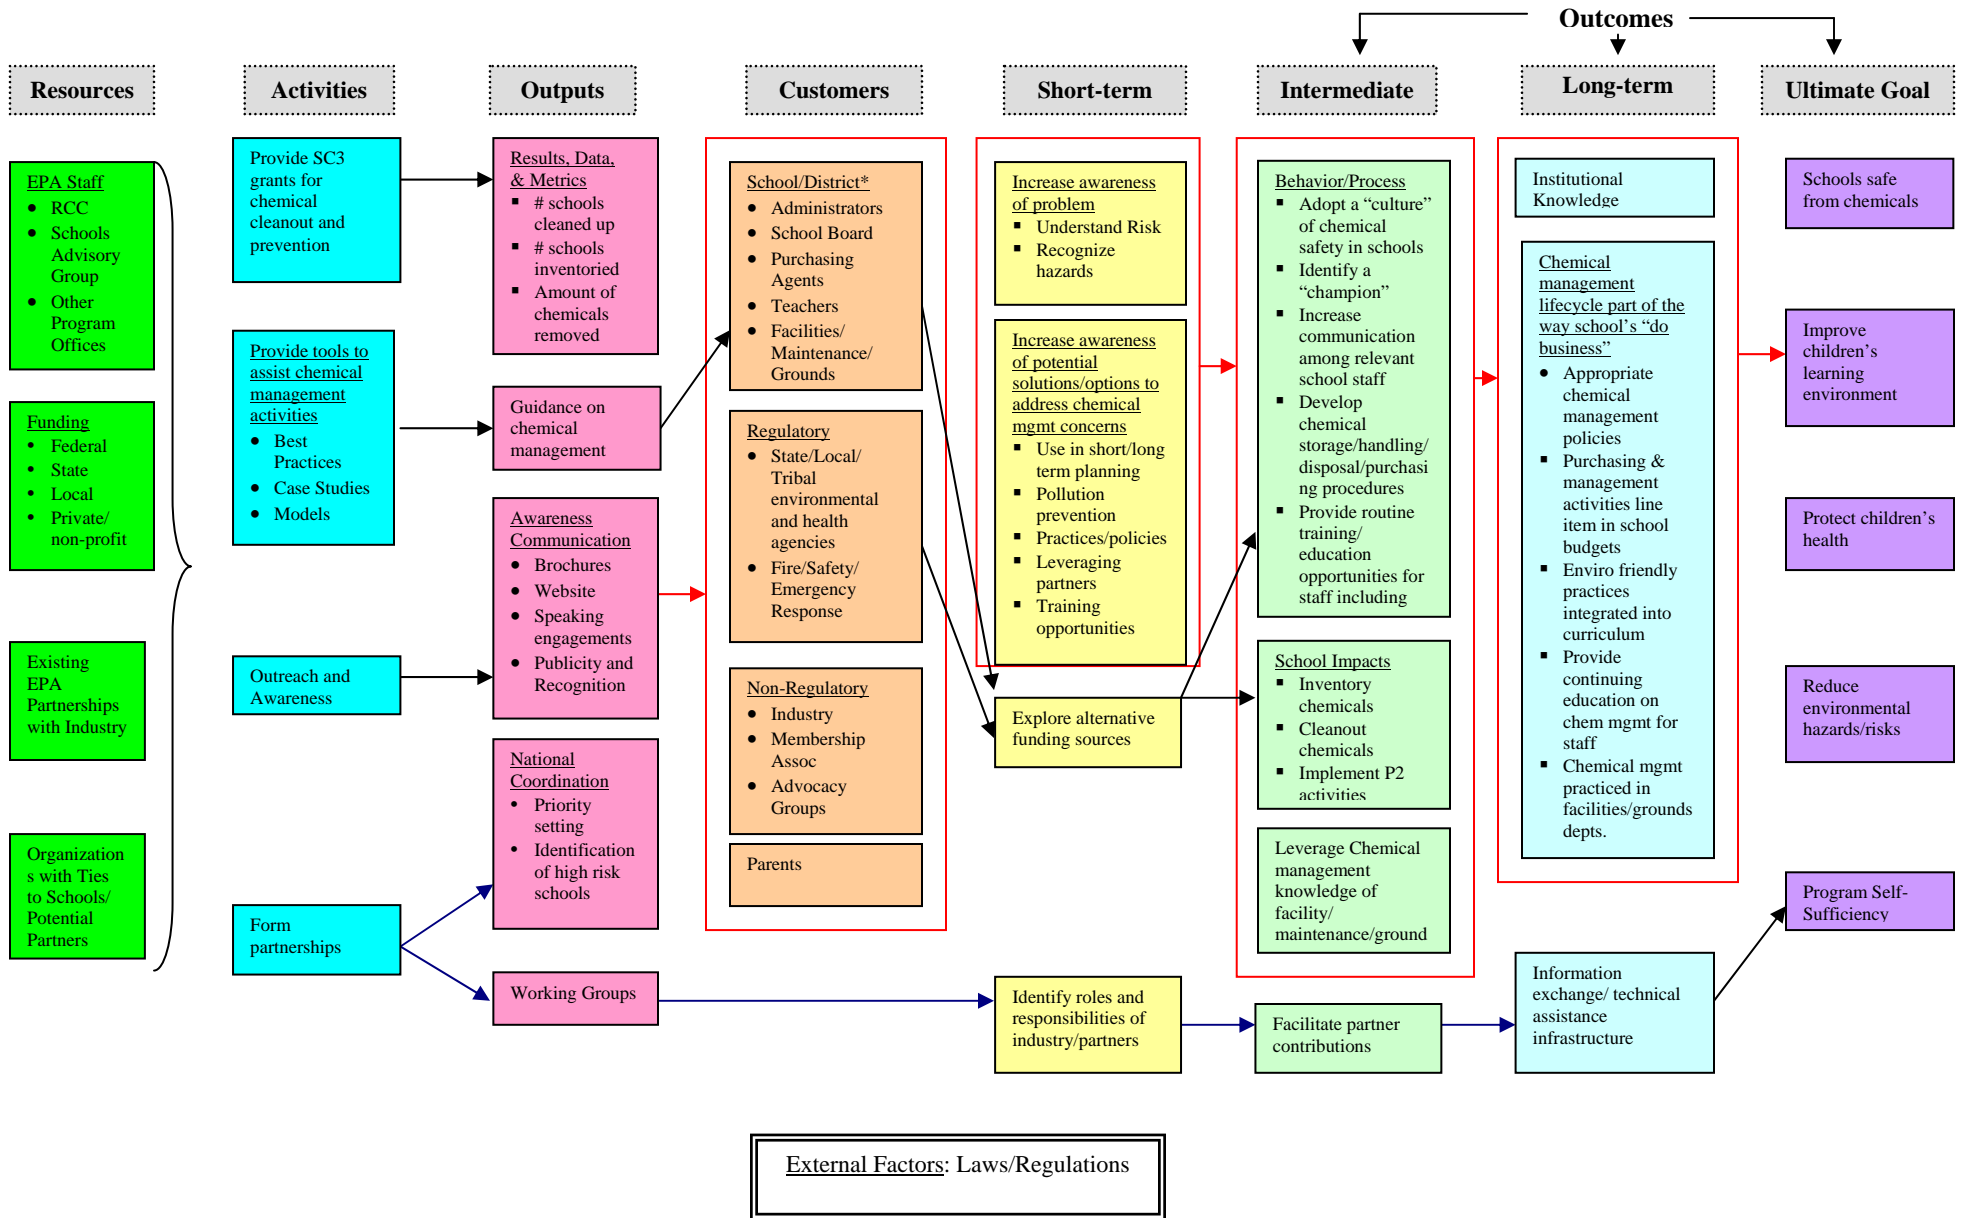 Outcomes
Resources
Activities
Outputs
Customers
Short-term
Intermediate
Long-term
Ultimate Goal
EPA Staff
● RCC
● Schools
Advisory
Group
● Other
Program
Offices
Funding
• Federal
• State
• Local
• Private/
non-profit
Existing
EPA
Partnerships
with Industry
Organization
s with Ties
to Schools/
Potential
Partners
Provide SC3
grants for
chemical
cleanout and
prevention
Provide tools to
assist chemical
management
activities
● Best
Practices
● Case Studies
● Models
Outreach and
Awareness
Form
partnerships
Results, Data,
& Metrics
▪ # schools
cleaned up
▪ # schools
inventoried
▪ Amount of
chemicals
removed
Guidance on
chemical
management
Awareness
Communication
● Brochures
● Website
● Speaking
engagements
● Publicity and
Recognition
National
Coordination
• Priority
setting
• Identification
of high risk
schools
Working Groups
School/District*
● Administrators
● School Board
● Purchasing
Agents
● Teachers
● Facilities/
Maintenance/
Grounds
Regulatory
● State/Local/
Tribal
environmental
and health
agencies
● Fire/Safety/
Emergency
Response
Non-Regulatory
● Industry
● Membership
Assoc
● Advocacy
Groups
Parents
Increase awareness
of problem
▪ Understand Risk
▪ Recognize
hazards
Increase awareness
of potential
solutions/options to
address chemical
mgmt concerns
▪ Use in short/long
term planning
▪ Pollution
prevention
▪ Practices/policies
▪ Leveraging
partners
▪ Training
opportunities
Explore alternative
funding sources
Identify roles and
responsibilities of
industry/partners
Behavior/Process
▪ Adopt a “culture”
of chemical
safety in schools
▪ Identify a
“champion”
▪ Increase
communication
among relevant
school staff
▪ Develop
chemical
storage/handling/
disposal/purchasi
ng procedures
▪ Provide routine
training/
education
opportunities for
staff including
School Impacts
▪ Inventory
chemicals
▪ Cleanout
chemicals
▪ Implement P2
activities
Leverage Chemical
management
knowledge of
facility/
maintenance/ground
Facilitate partner
contributions
Institutional
Knowledge
Chemical
management
lifecycle part of the
way school’s “do
business”
● Appropriate
chemical
management
policies
▪ Purchasing &
management
activities line
item in school
budgets
▪ Enviro friendly
practices
integrated into
curriculum
▪ Provide
continuing
education on
chem mgmt for
staff
▪ Chemical mgmt
practiced in
facilities/grounds
depts.
Information
exchange/ technical
assistance
infrastructure
Schools safe
from chemicals
Improve
children’s
learning
environment
Protect children’s
health
Reduce
environmental
hazards/risks
Program Self-
Sufficiency
External Factors: Laws/Regulations